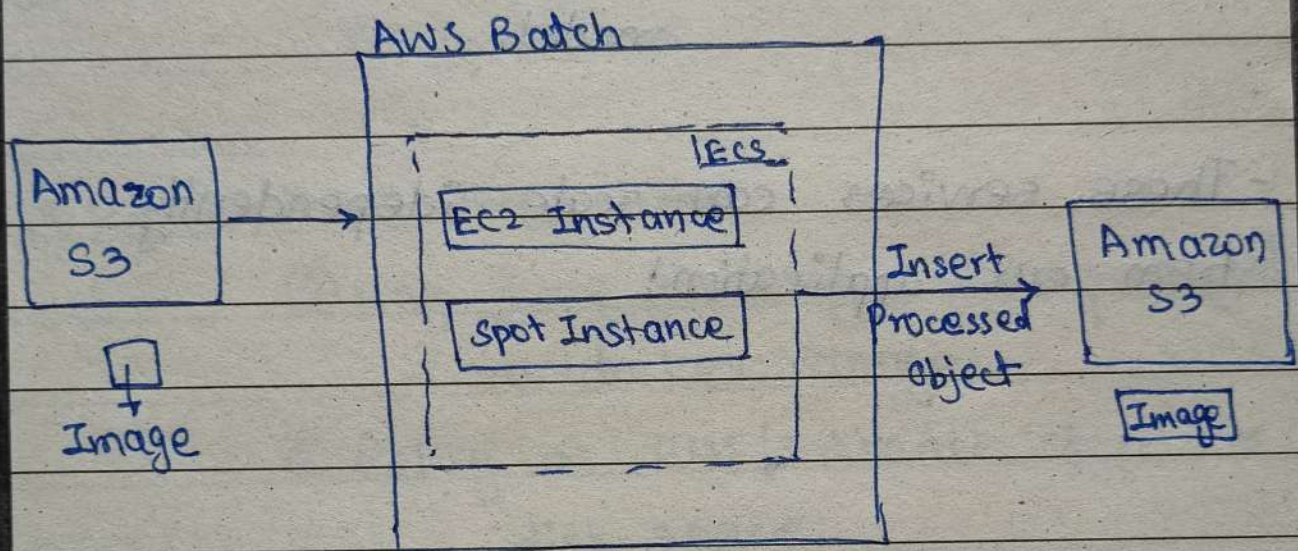 AWS Batch
ECS
Amazon
S3
Image
EC2 Instance
Spot Instance
Insert
Processed
Object
Amazon
S3
Image